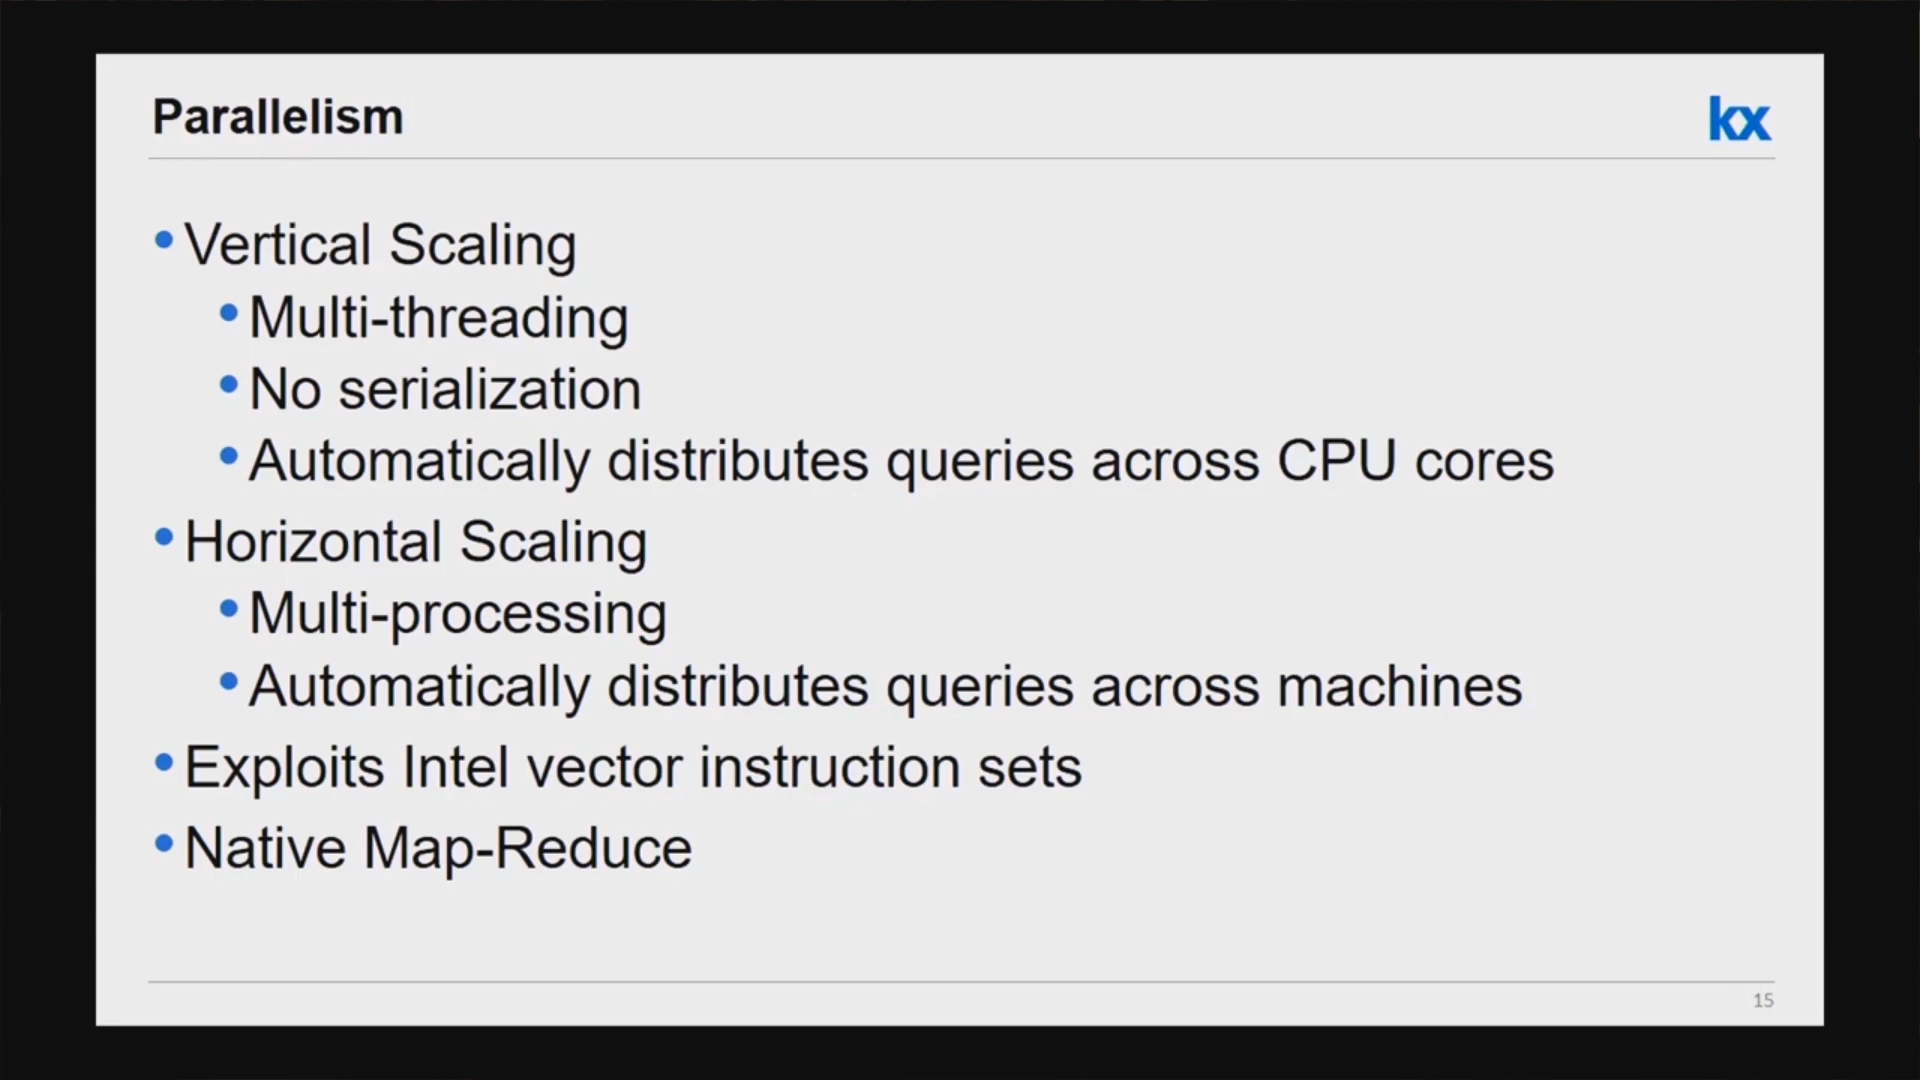 Parallelism
kx
• Vertical Scaling
• Multi-threading
• No serialization
• Automatically distributes queries across CPU cores
• Horizontal Scaling
• Multi-processing
• Automatically distributes queries across machines
• Exploits Intel vector instruction sets
• Native Map-Reduce
15